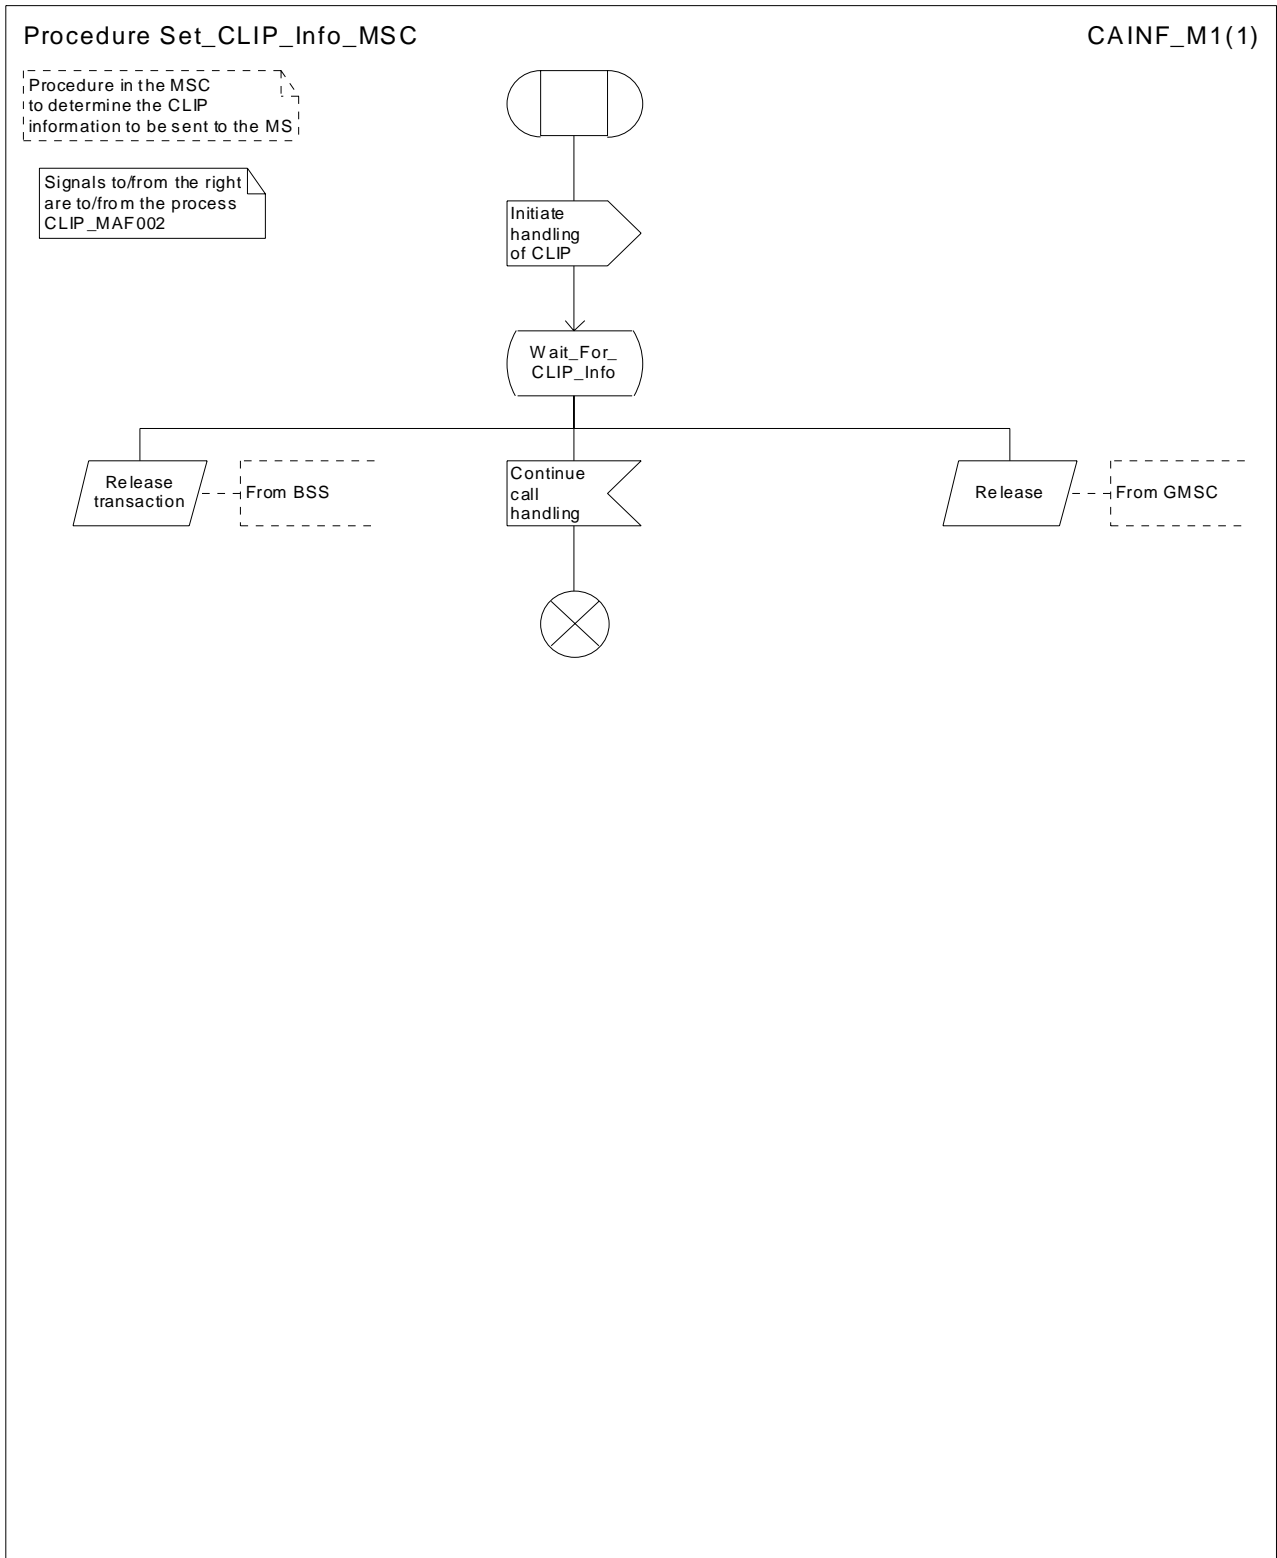 Procedure Set_CLIP_Info_MSC
CAINF_M1(1)
Procedure in the MSC
to determine the CLIP
information to be sent to the MS
Signals to/from the right
are to/from the process
CLIP_MAF002
Initiate
handling
of CLIP
Wait_For_
CLIP_Info
Release
transaction
From BSS
Continue
call
handling
Release
From GMSC